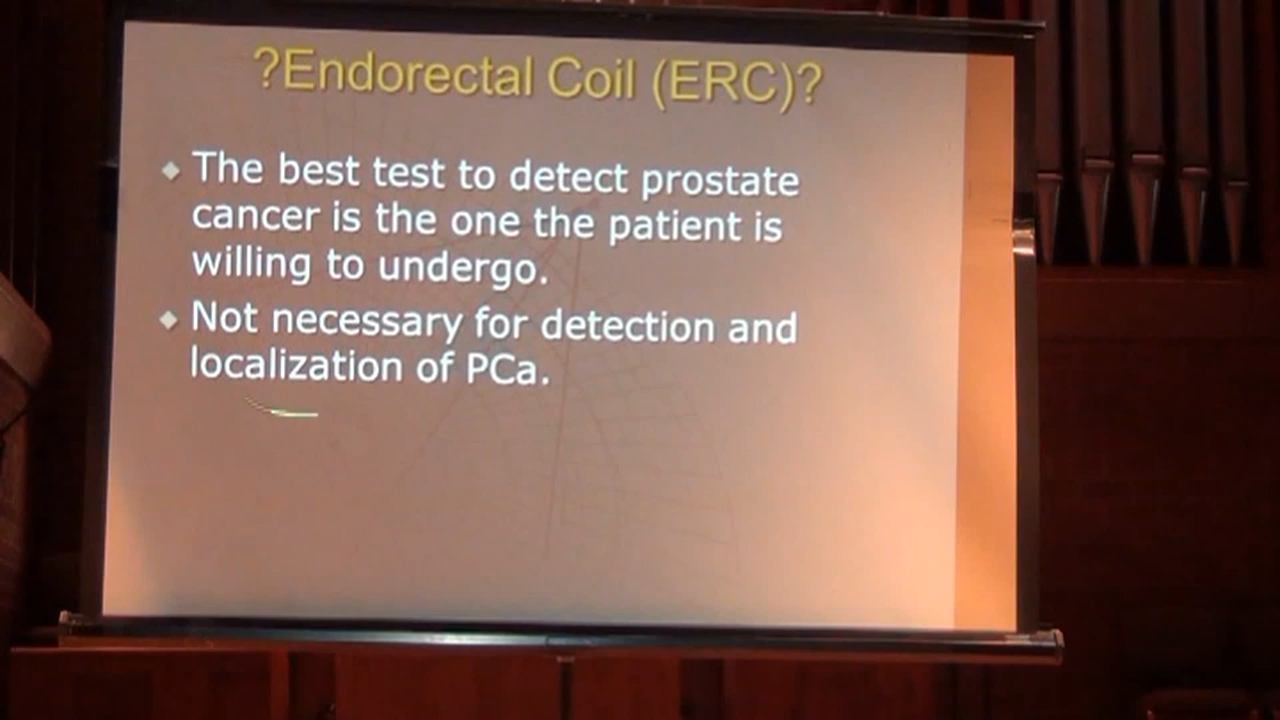 ?Endorectal Coil (ERC)?
The best test to detect prostate
cancer is the one the patient is
willing to undergo.
Not necessary for detection and
localization of PCa.